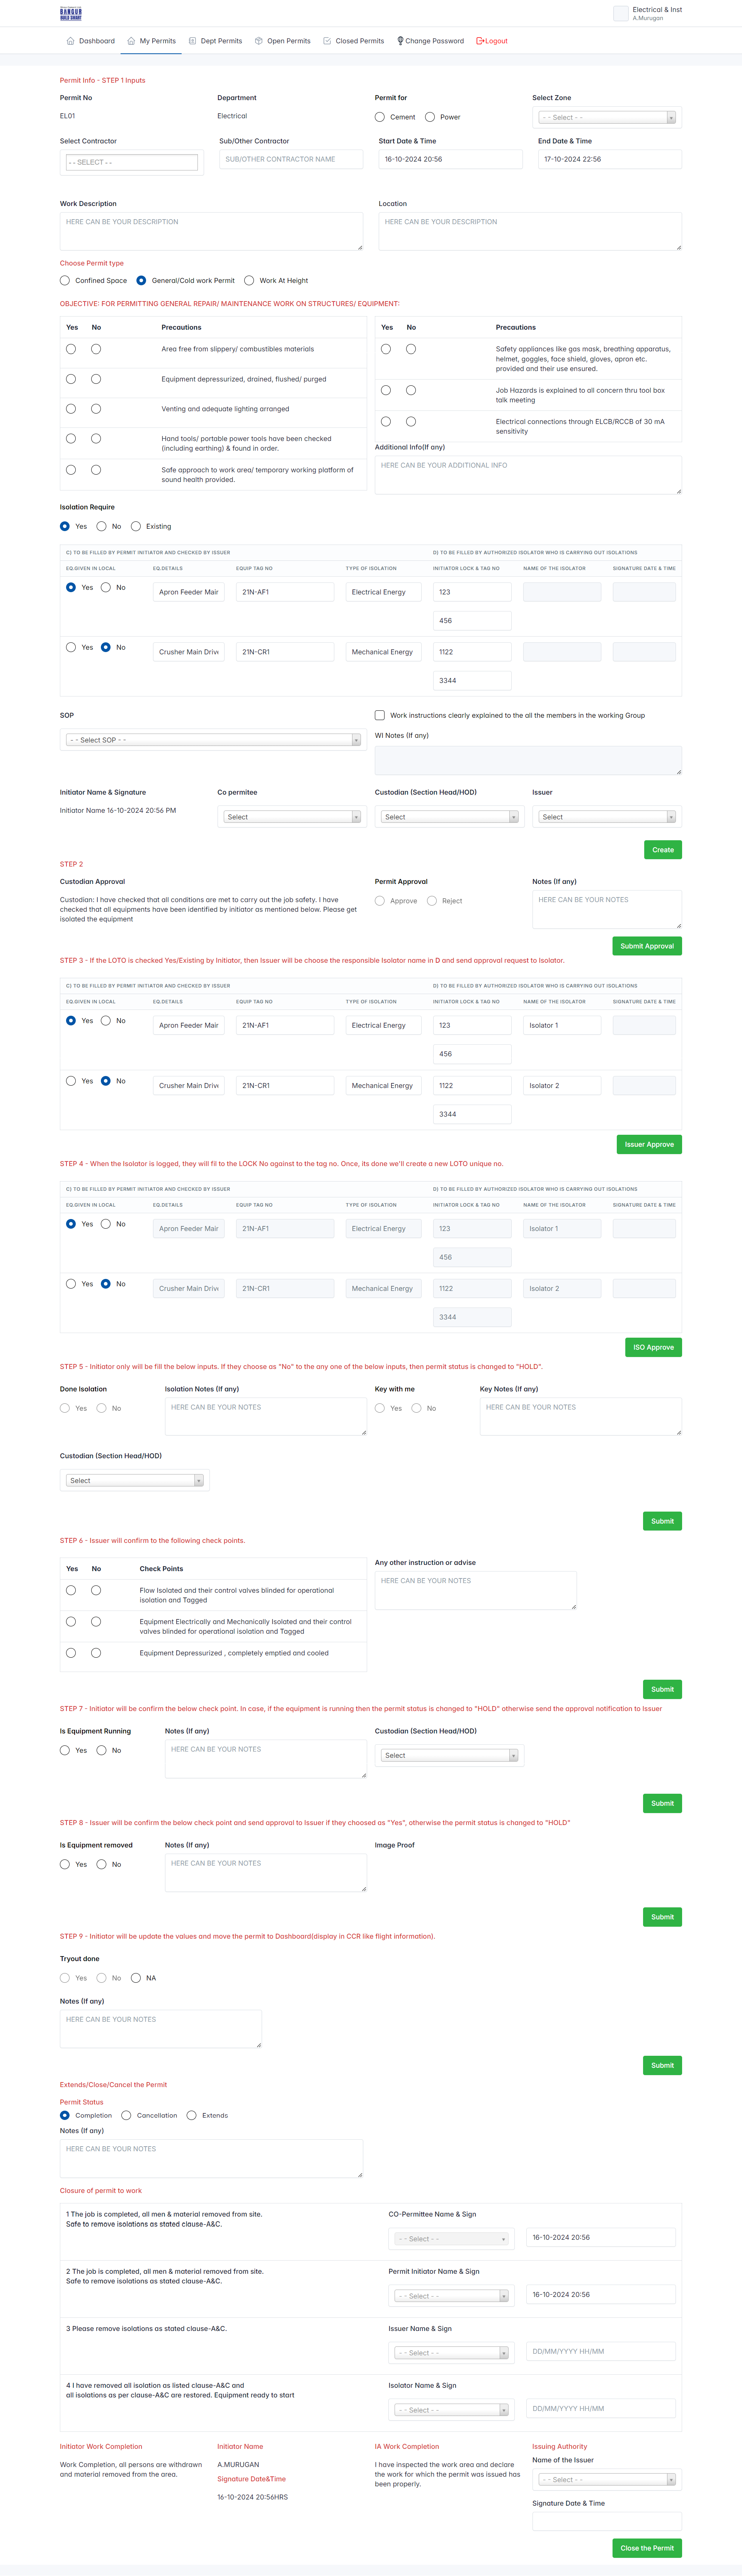 BANGUR
Electrical & Inst
A.Murugan
Dashboard My Permits Dept Permits Open Permits Closed Permits Change Password Logout
Permit Info - STEP 1 Inputs
Permit No Department Permit for Select Zone
EL01 Electrical Cement Power - - Select - -
Select Contractor Sub/Other Contractor Start Date & Time End Date & Time
- - SELECT - - SUB/OTHER CONTRACTOR NAME 16-10-2024 20:56 17-10-2024 22:56
Work Description Location
HERE CAN BE YOUR DESCRIPTION HERE CAN BE YOUR DESCRIPTION
Choose Permit type
Confined Space General/Cold work Permit Work At Height
OBJECTIVE: FOR PERMITTING GENERAL REPAIR/ MAINTENANCE WORK ON STRUCTURES/ EQUIPMENT:
Yes No Precautions
Area free from slippery/ combustibles materials
Equipment depressurized, drained, flushed/ purged
Venting and adequate lighting arranged
Hand tools/ portable power tools have been checked
(including earthing) & found in order.
Safe approach to work area/ temporary working platform of
sound health provided.
Yes No Precautions
Safety appliances like gas mask, breathing apparatus,
helmet, goggles, face shield, gloves, apron etc.
provided and their use ensured.
Job Hazards is explained to all concern thru tool box
talk meeting
Electrical connections through ELCB/RCCB of 30 mA
sensitivity
Additional Info(If any)
HERE CAN BE YOUR ADDITIONAL INFO
Isolation Require
Yes No Existing
C) TO BE FILLED BY PERMIT INITIATOR AND CHECKED BY ISSUER D) TO BE FILLED BY AUTHORIZED ISOLATOR WHO IS CARRYING OUT ISOLATIONS
EQ.GIVEN IN LOCAL EQ.DETAILS EQUIP TAG NO TYPE OF ISOLATION INITIATOR LOCK & TAG NO NAME OF THE ISOLATOR SIGNATURE DATE & TIME
Yes No Apron Feeder Mair 21N-AF1 Electrical Energy 123
456
Yes No Crusher Main Drive 21N-CR1 Mechanical Energy 1122
3344
SOP Work instructions clearly explained to the all the members in the working Group
- - Select SOP - - WI Notes (If any)
Initiator Name & Signature Co permitee Custodian (Section Head/HOD) Issuer
Initiator Name 16-10-2024 20:56 PM Select Select Select
Create
STEP 2
Custodian Approval Permit Approval Notes (If any)
Custodian: I have checked that all conditions are met to carry out the job safety. I have
checked that all equipments have been identified by initiator as mentioned below. Please get
isolated the equipment
Approve Reject HERE CAN BE YOUR NOTES
Submit Approval
STEP 3 - If the LOTO is checked Yes/Existing by Initiator, then Issuer will be choose the responsible Isolator name in D and send approval request to Isolator.
C) TO BE FILLED BY PERMIT INITIATOR AND CHECKED BY ISSUER D) TO BE FILLED BY AUTHORIZED ISOLATOR WHO IS CARRYING OUT ISOLATIONS
EQ.GIVEN IN LOCAL EQ.DETAILS EQUIP TAG NO TYPE OF ISOLATION INITIATOR LOCK & TAG NO NAME OF THE ISOLATOR SIGNATURE DATE & TIME
Yes No Apron Feeder Mair 21N-AF1 Electrical Energy 123 Isolator 1
456
Yes No Crusher Main Drive 21N-CR1 Mechanical Energy 1122 Isolator 2
3344
Issuer Approve
STEP 4 - When the Isolator is logged, they will fil to the LOCK No against to the tag no. Once, its done we'll create a new LOTO unique no.
C) TO BE FILLED BY PERMIT INITIATOR AND CHECKED BY ISSUER D) TO BE FILLED BY AUTHORIZED ISOLATOR WHO IS CARRYING OUT ISOLATIONS
EQ.GIVEN IN LOCAL EQ.DETAILS EQUIP TAG NO TYPE OF ISOLATION INITIATOR LOCK & TAG NO NAME OF THE ISOLATOR SIGNATURE DATE & TIME
Yes No Apron Feeder Mair 21N-AF1 Electrical Energy 123 Isolator 1
456
Yes No Crusher Main Drive 21N-CR1 Mechanical Energy 1122 Isolator 2
3344
ISO Approve
STEP 5 - Initiator only will be fill the below inputs. If they choose as "No" to the any one of the below inputs, then permit status is changed to "HOLD".
Done Isolation Isolation Notes (If any) Key with me Key Notes (If any)
Yes No HERE CAN BE YOUR NOTES Yes No HERE CAN BE YOUR NOTES
Custodian (Section Head/HOD)
Select
Submit
STEP 6 - Issuer will confirm to the following check points.
Yes No Check Points Any other instruction or advise
HERE CAN BE YOUR NOTES
Flow Isolated and their control valves blinded for operational
isolation and Tagged
Equipment Electrically and Mechanically Isolated and their control
valves blinded for operational isolation and Tagged
Equipment Depressurized , completely emptied and cooled
Submit
STEP 7 - Initiator will be confirm the below check point. In case, if the equipment is running then the permit status is changed to "HOLD" otherwise send the approval notification to Issuer
Is Equipment Running Notes (If any) Custodian (Section Head/HOD)
Yes No HERE CAN BE YOUR NOTES Select
Submit
STEP 8 - Issuer will be confirm the below check point and send approval to Issuer if they choosed as "Yes", otherwise the permit status is changed to "HOLD"
Is Equipment removed Notes (If any) Image Proof
Yes No HERE CAN BE YOUR NOTES
Submit
STEP 9 - Initiator will be update the values and move the permit to Dashboard(display in CCR like flight information).
Tryout done
Yes No NA
Notes (If any)
HERE CAN BE YOUR NOTES
Submit
Extends/Close/Cancel the Permit
Permit Status
Completion Cancellation Extends
Notes (If any)
HERE CAN BE YOUR NOTES
Closure of permit to work
1 The job is completed, all men & material removed from site.
Safe to remove isolations as stated clause-A&C.
CO-Permittee Name & Sign
- - Select - - 16-10-2024 20:56
2 The job is completed, all men & material removed from site.
Safe to remove isolations as stated clause-A&C.
Permit Initiator Name & Sign
- - Select - - 16-10-2024 20:56
3 Please remove isolations as stated clause-A&C.
Issuer Name & Sign
- - Select - - DD/MM/YYYY HH/MM
4 I have removed all isolation as listed clause-A&C and
all isolations as per clause-A&C are restored. Equipment ready to start
Isolator Name & Sign
- - Select - - DD/MM/YYYY HH/MM
Initiator Work Completion Initiator Name IA Work Completion Issuing Authority
Work Completion, all persons are withdrawn
and material removed from the area.
A.MURUGAN
Signature Date&Time
16-10-2024 20:56HRS
I have inspected the work area and declare
the work for which the permit was issued has
been properly.
Name of the Issuer
- - Select - -
Signature Date & Time
Close the Permit